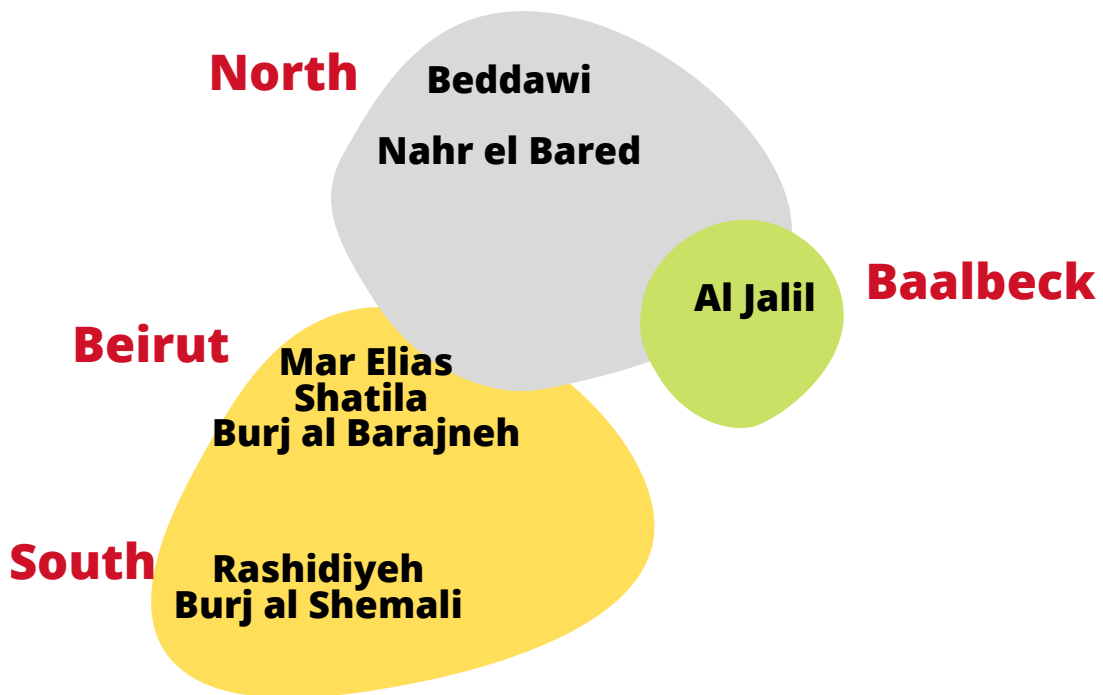 North
Beddawi
Nahr el Bared
Baalbeck
Al Jalil
Beirut
Mar Elias
Shatila
Burj al Barajneh
South
Rashidiyeh
Burj al Shemali